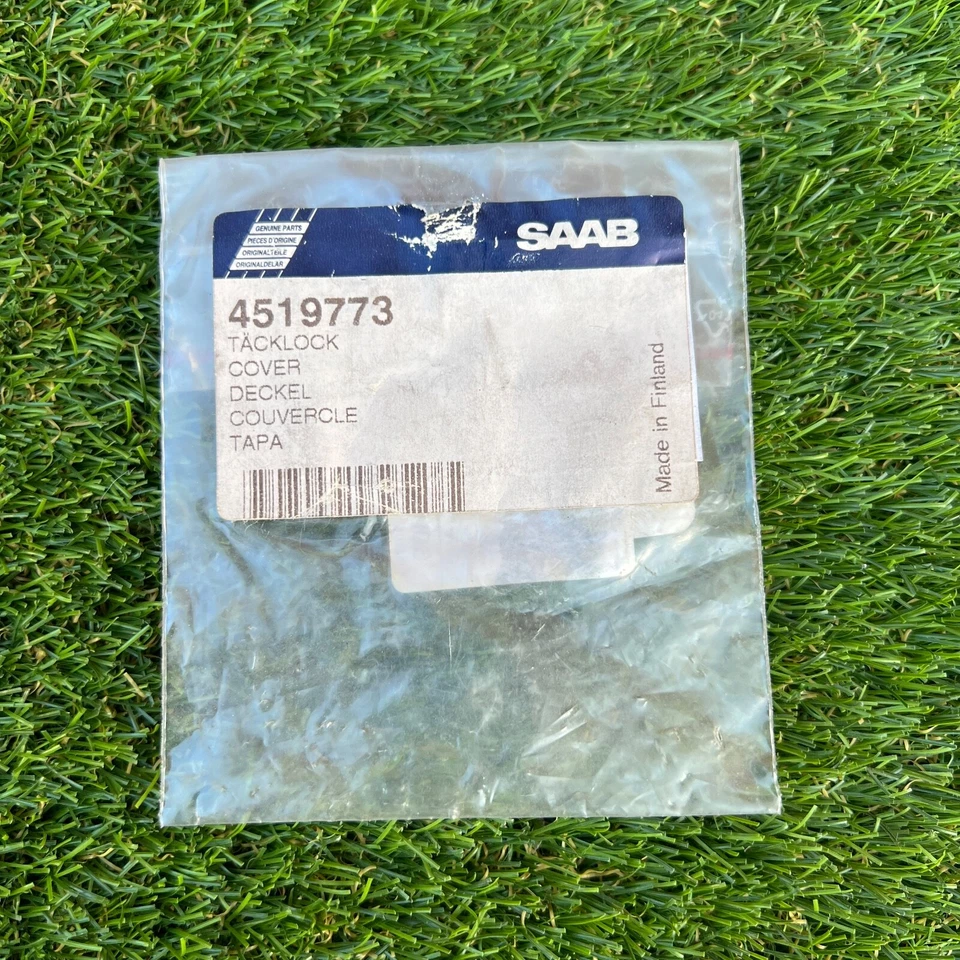 GENUINE PARTS
PIECES D'ORIGINE
ORIGINALTEILE
ORIGINALDELAR
SAAB
4519773
TÄCKLOCK
COVER
DECKEL
COUVERCLE
TAPA
Made in Finland